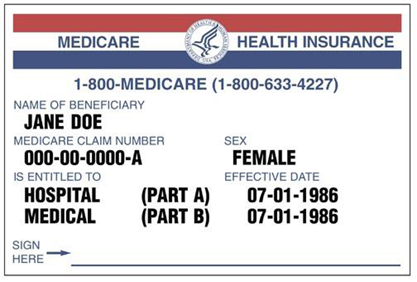 MEDICARE HEALTH INSURANCE
1-800-MEDICARE (1-800-633-4227)
NAME OF BENEFICIARY
JANE DOE
MEDICARE CLAIM NUMBER SEX
000-00-0000-A FEMALE
IS ENTITLED TO EFFECTIVE DATE
HOSPITAL (PART A) 07-01-1986
MEDICAL (PART B) 07-01-1986
SIGN
HERE